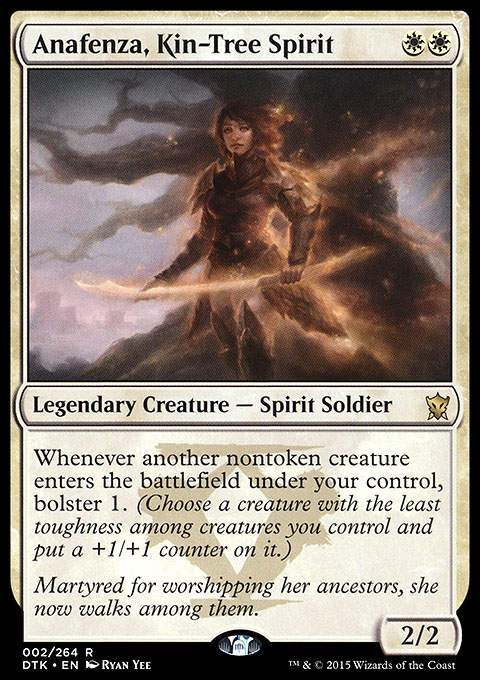 Anafenza, Kin-Tree Spirit
Legendary Creature — Spirit Soldier
Whenever another nontoken creature
enters the battlefield under your control,
bolster 1. (Choose a creature with the least
toughness among creatures you control and
put a +1/+1 counter on it.)
Martyred for worshipping her ancestors, she
now walks among them.
2/2
002/264 R
DTK • EN Ryan Yee
™ & © 2015 Wizards of the Coast